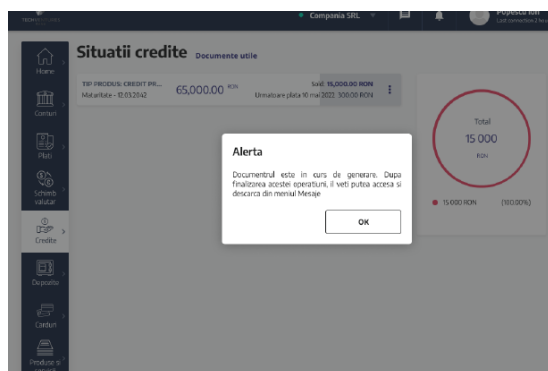 Compania SRL
Popescu Ion
Situatii credite Documente utile
Home
TIP PRODUS: CREDIT PR...
Maturitate - 12.03.2042
65,000.00 RON
Sold: 15,000.00 RON
Urmatoare plata 10 mai 2022: 300.00 RON
Conturi
Plati
Schimb
valutar
Credite
Depozite
Carduri
Produse si
Total
15 000
RON
15 000 RON (100.00%)
Alerta
Documentrul este in curs de generare. Dupa
finalizarea acestei operatiuni, il veti putea accesa si
descarca din meniul Mesaje
OK